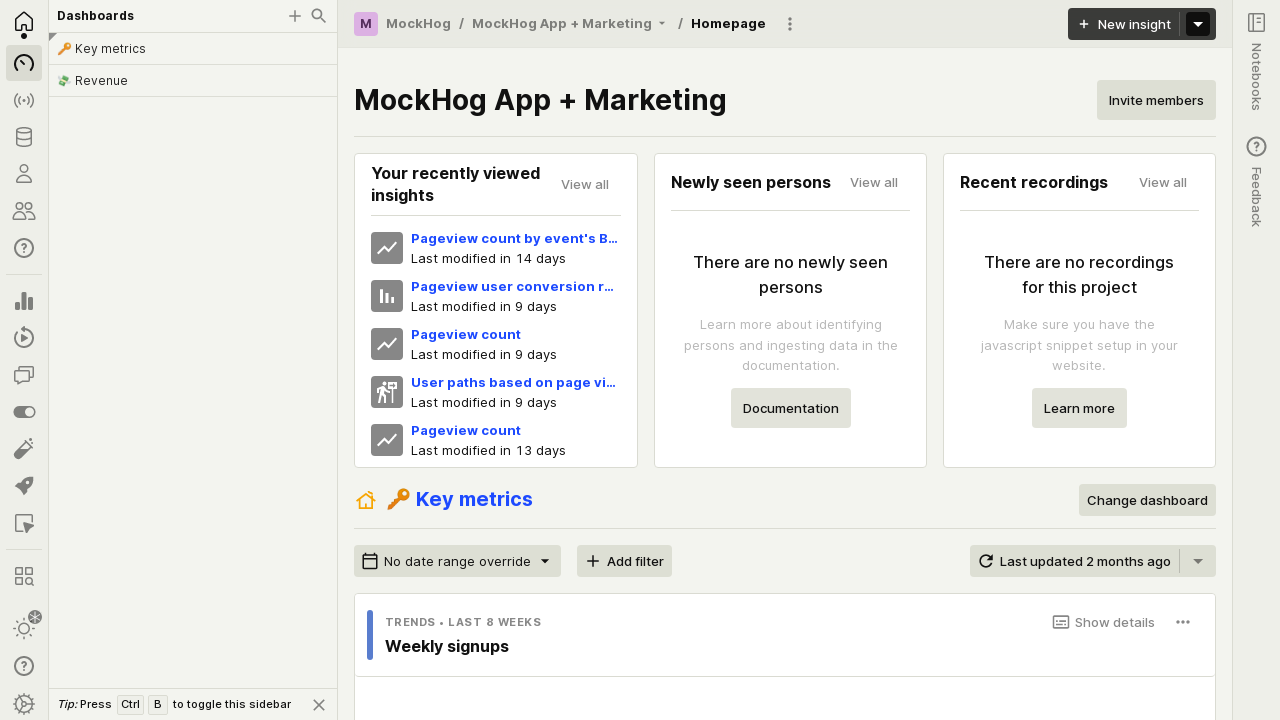 Dashboards
🔑 Key metrics
💸 Revenue
Tip: Press Ctrl B to toggle this sidebar
M MockHog / MockHog App + Marketing / Homepage
New insight
MockHog App + Marketing
Invite members
Your recently viewed insights
View all
Pageview count by event's B...
Last modified in 14 days
Pageview user conversion r...
Last modified in 9 days
Pageview count
Last modified in 9 days
User paths based on page vi...
Last modified in 9 days
Pageview count
Last modified in 13 days
Newly seen persons
View all
There are no newly seen
persons
Learn more about identifying
persons and ingesting data in the
documentation.
Documentation
Recent recordings
View all
There are no recordings
for this project
Make sure you have the
javascript snippet setup in your
website.
Learn more
🔑 Key metrics
Change dashboard
No date range override
Add filter
Last updated 2 months ago
TRENDS • LAST 8 WEEKS
Show details
Weekly signups
Notebooks
Feedback